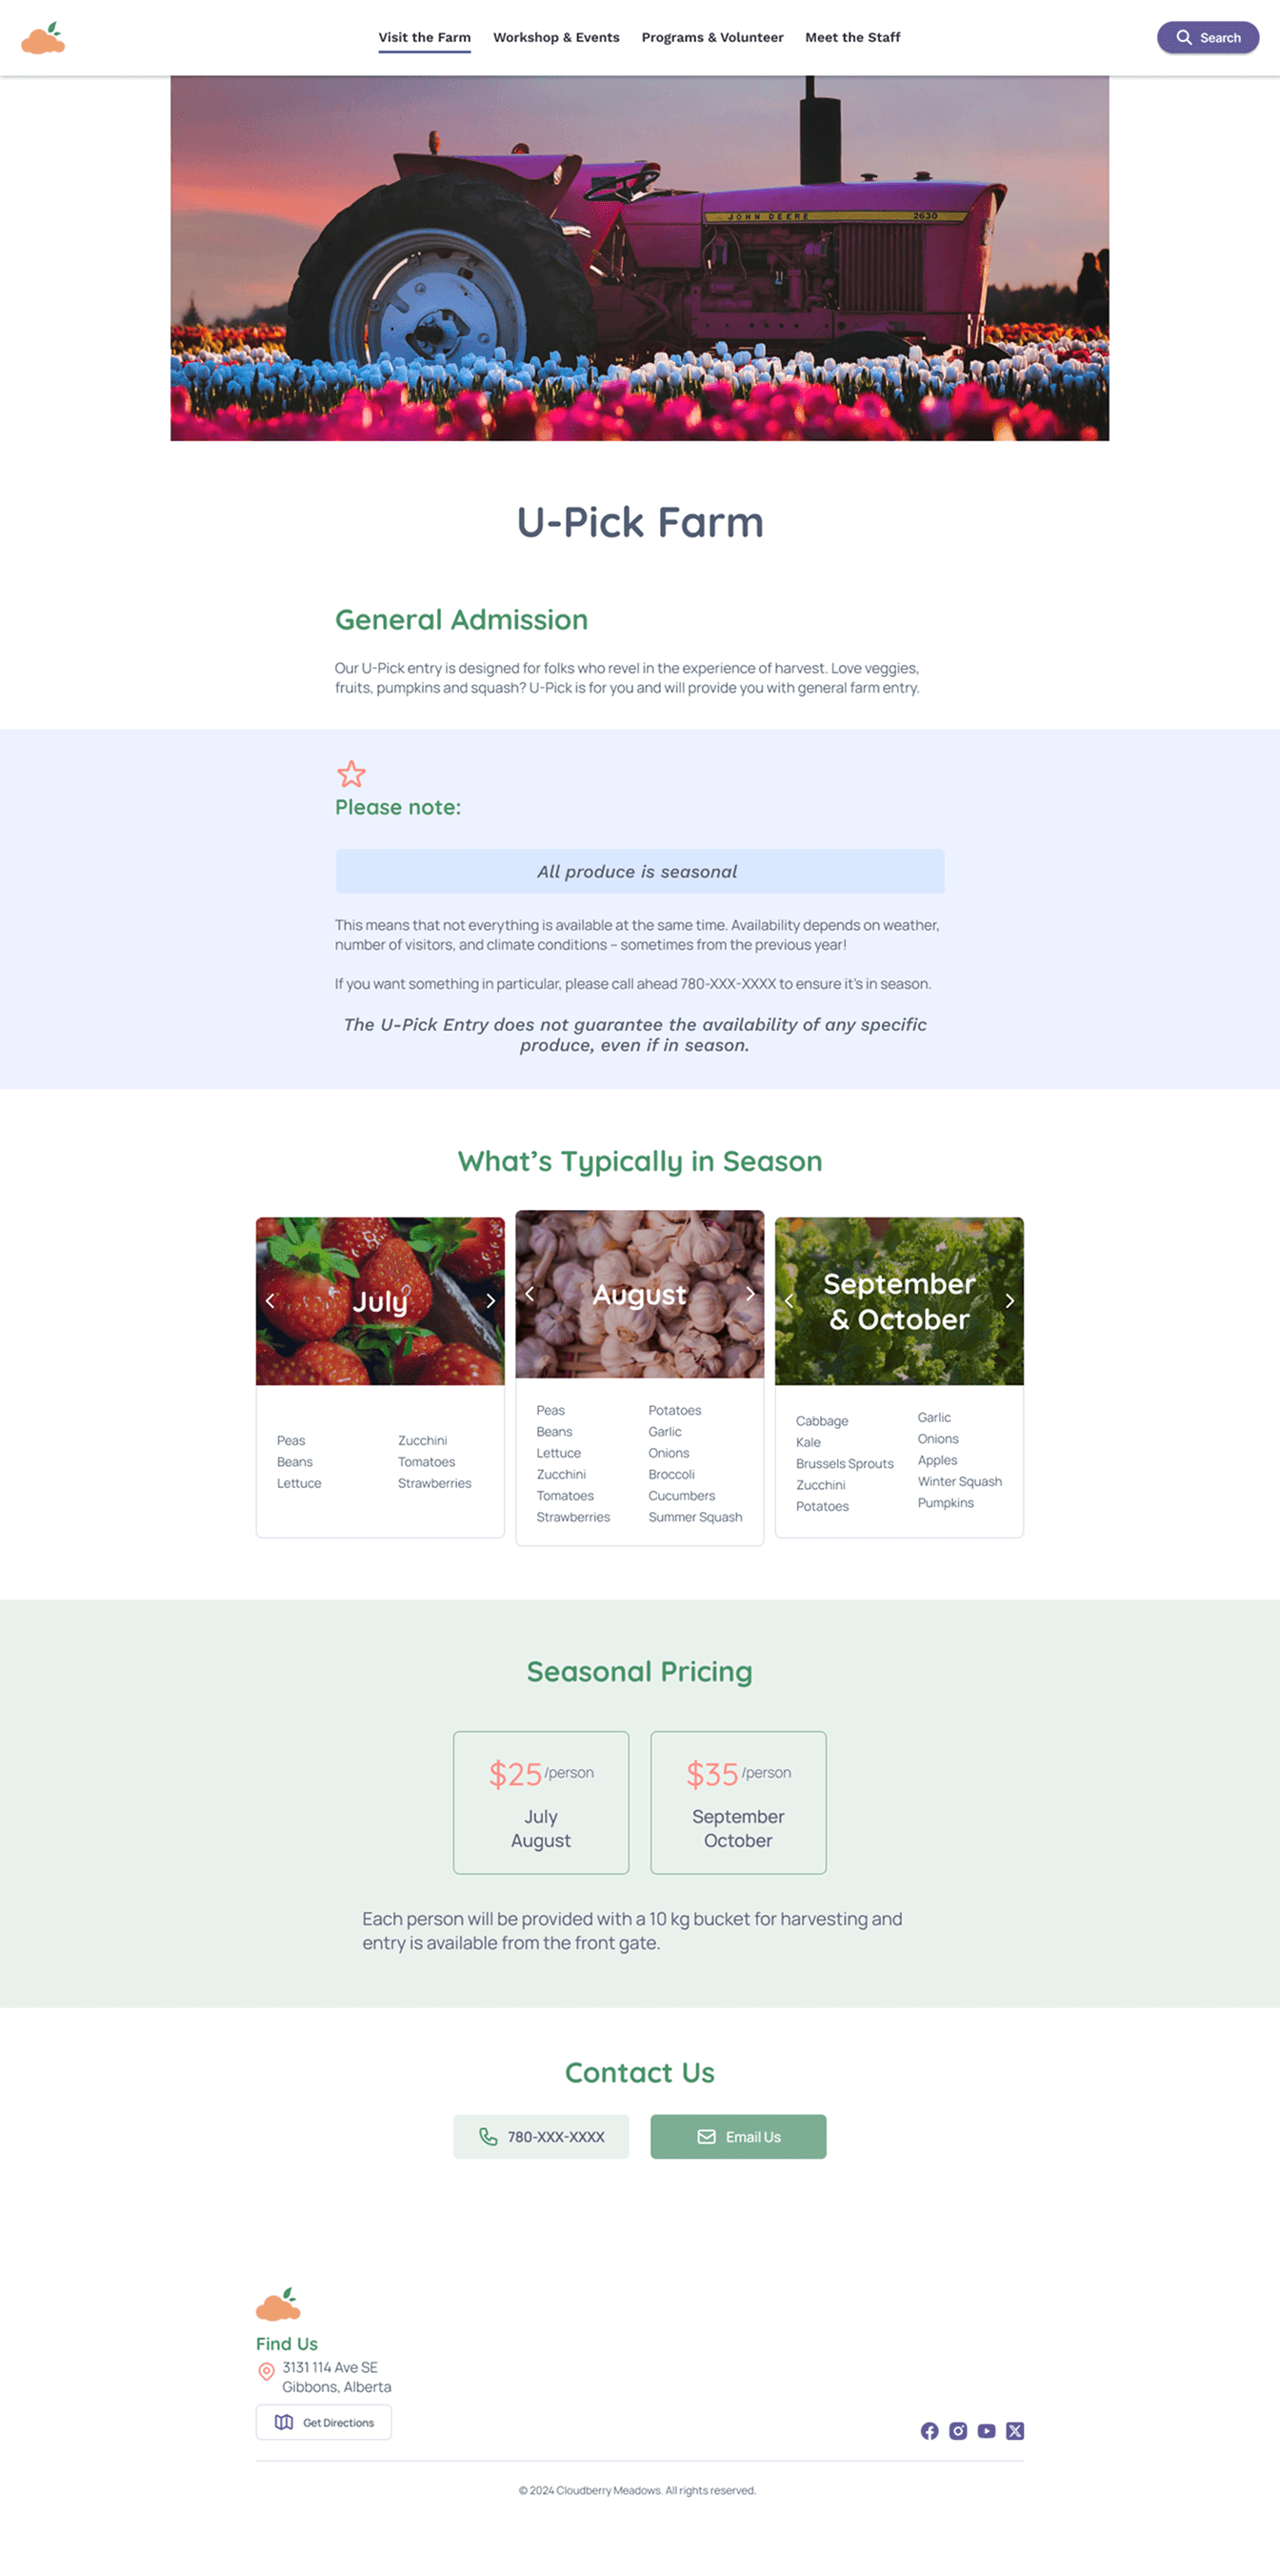 Visit the Farm
Workshop & Events
Programs & Volunteer
Meet the Staff
Search
JOHN DEERE
2630
U-Pick Farm
General Admission
Our U-Pick entry is designed for folks who revel in the experience of harvest. Love veggies,
fruits, pumpkins and squash? U-Pick is for you and will provide you with general farm entry.
Please note:
All produce is seasonal
This means that not everything is available at the same time. Availability depends on weather,
number of visitors, and climate conditions – sometimes from the previous year!
If you want something in particular, please call ahead 780-XXX-XXXX to ensure it's in season.
The U-Pick Entry does not guarantee the availability of any specific
produce, even if in season.
What's Typically in Season
July
Peas
Beans
Lettuce
Zucchini
Tomatoes
Strawberries
August
Peas
Beans
Lettuce
Zucchini
Tomatoes
Strawberries
Potatoes
Garlic
Onions
Broccoli
Cucumbers
Summer Squash
September
& October
Cabbage
Kale
Brussels Sprouts
Zucchini
Potatoes
Garlic
Onions
Apples
Winter Squash
Pumpkins
Seasonal Pricing
$25/person
July
August
$35/person
September
October
Each person will be provided with a 10 kg bucket for harvesting and
entry is available from the front gate.
Contact Us
780-XXX-XXXX
Email Us
Find Us
3131 114 Ave SE
Gibbons, Alberta
Get Directions
© 2024 Cloudberry Meadows. All rights reserved.